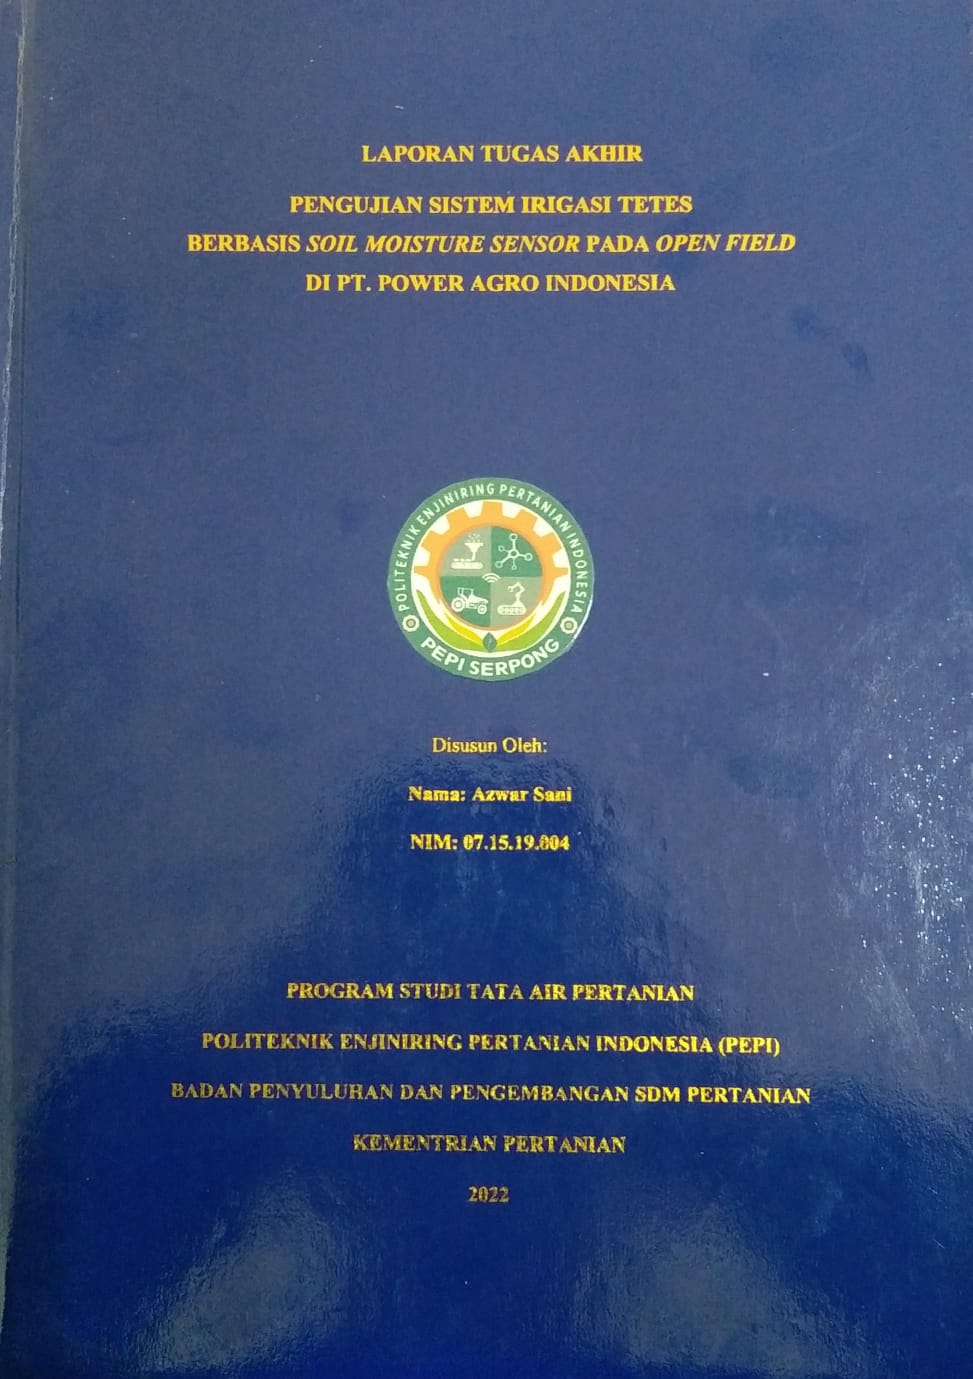 LAPORAN TUGAS AKHIR
PENGUJIAN SISTEM IRIGASI TETES
BERBASIS SOIL MOISTURE SENSOR PADA OPEN FIELD
DI PT. POWER AGRO INDONESIA
POLITEKNIK ENJINIRING PERTANIAN INDONESIA
PEPI SERPONG
Disusun Oleh:
Nama: Azwar Sani
NIM: 07.15.19.004
PROGRAM STUDI TATA AIR PERTANIAN
POLITEKNIK ENJINIRING PERTANIAN INDONESIA (PEPI)
BADAN PENYULUHAN DAN PENGEMBANGAN SDM PERTANIAN
KEMENTRIAN PERTANIAN
2022